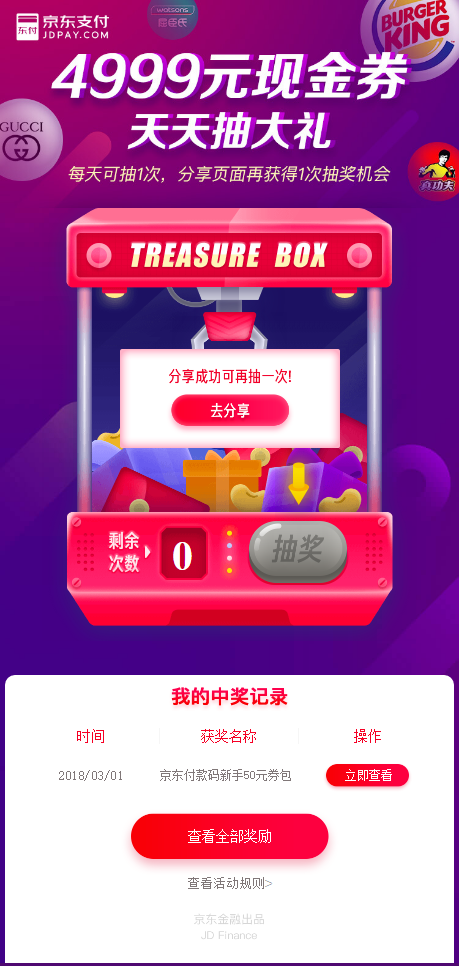 京东支付
东付
JDPAY.COM
watsons
屈臣氏
BURGER
KING
4999元现金券
GUCCI
天天抽大礼
每天可抽1次，分享页面再获得1次抽奖机会
真功夫
TREASURE BOX
分享成功可再抽一次!
去分享
剩余
次数
0
抽奖
我的中奖记录
时间 获奖名称 操作
2018/03/01 京东付款码新手50元券包 立即查看
查看全部奖励
查看活动规则>
京东金融出品
JD Finance